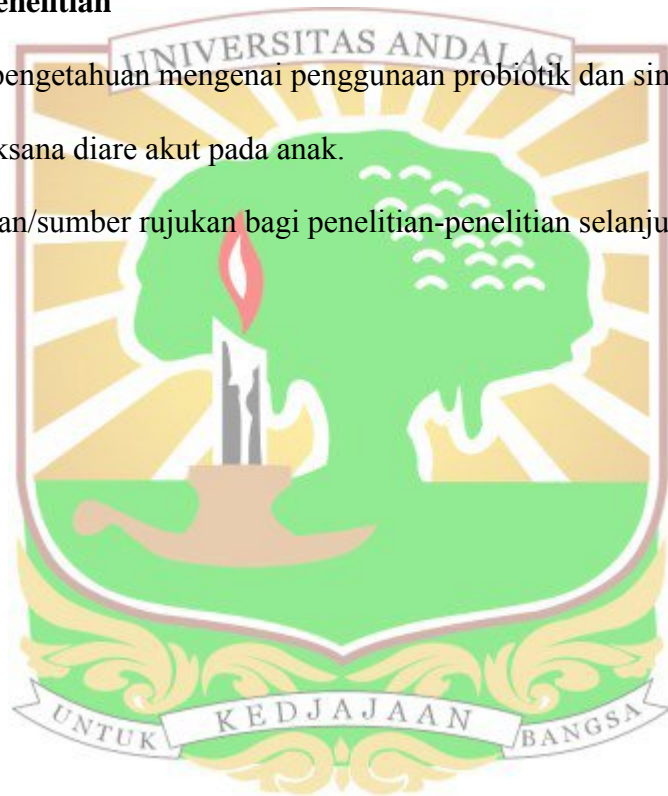 enelitian
UNIVERSITAS ANDALAS
pengetahuan mengenai penggunaan probiotik dan sin
ksana diare akut pada anak.
an/sumber rujukan bagi penelitian-penelitian selanju
UNTUK KEDJAJAAN BANGSA